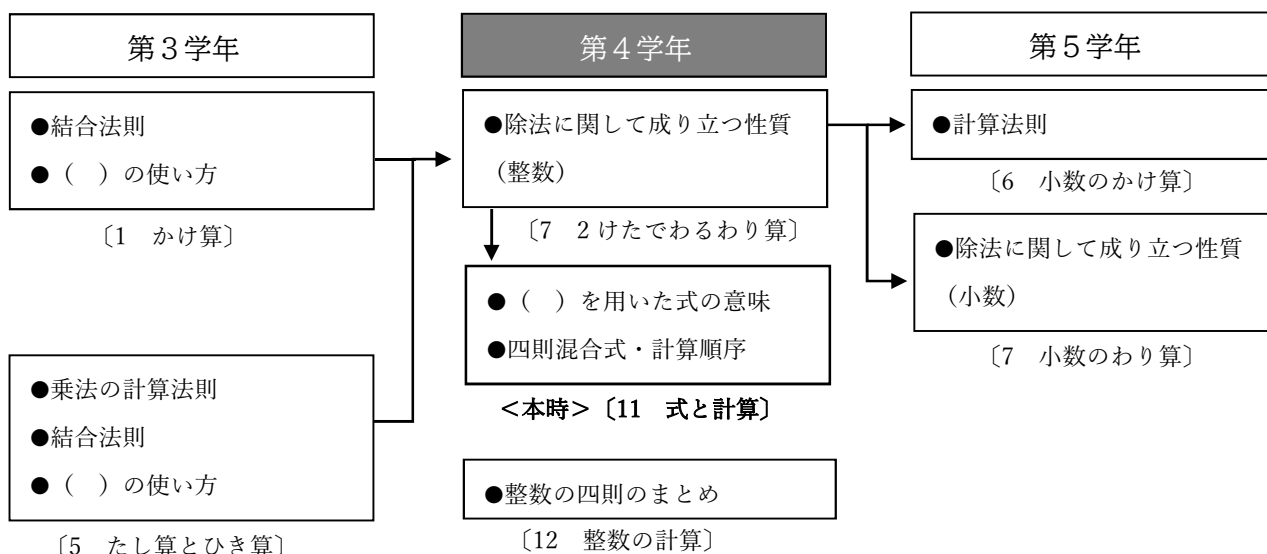 第３学年
●結合法則
●（　）の使い方
〔1　かけ算〕
●乗法の計算法則
●結合法則
●（　）の使い方
〔5　たし算とひき算〕
第４学年
●除法に関して成り立つ性質
（整数）
〔7　2 けたでわるわり算〕
●（　）を用いた式の意味
●四則混合式・計算順序
＜本時＞〔11　式と計算〕
●整数の四則のまとめ
〔12　整数の計算〕
第５学年
●計算法則
〔6　小数のかけ算〕
●除法に関して成り立つ性質
（小数）
〔7　小数のわり算〕